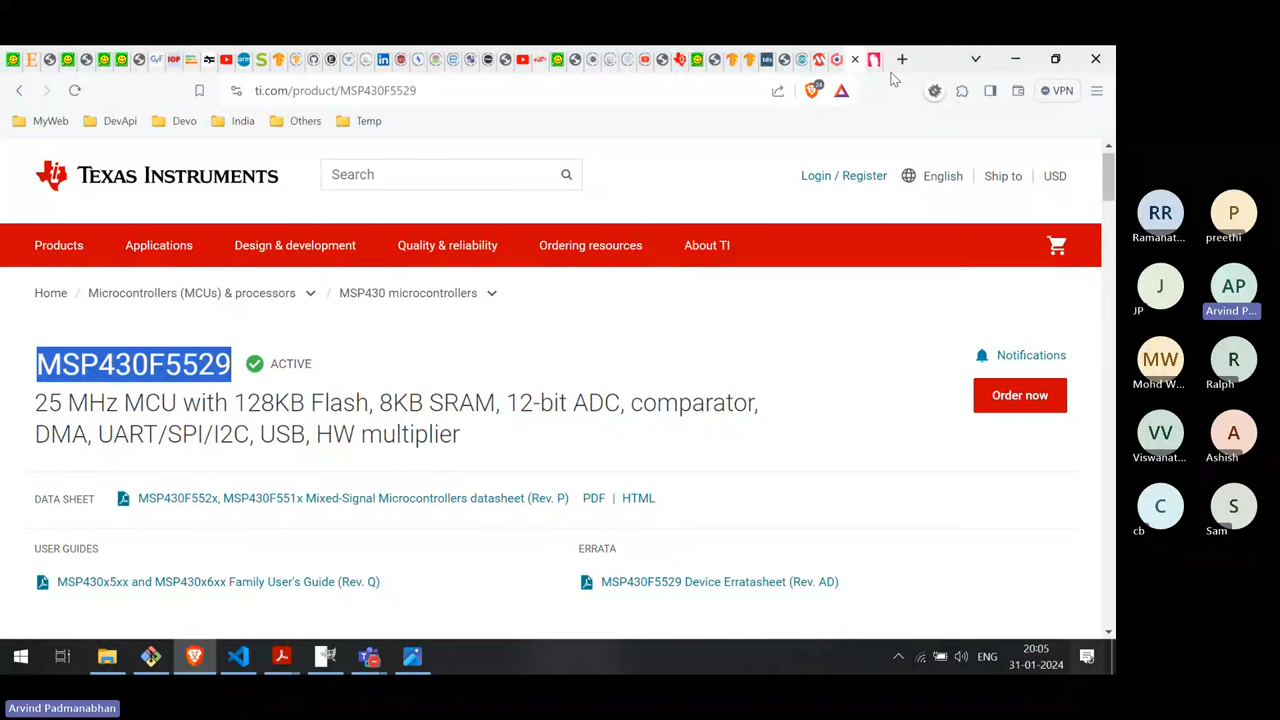 ti.com/product/MSP430F5529
24
VPN
MyWeb
DevApi
Devo
India
Others
Temp
TEXAS INSTRUMENTS
Search
Login / Register
English
Ship to
USD
Products
Applications
Design & development
Quality & reliability
Ordering resources
About TI
Home / Microcontrollers (MCUs) & processors / MSP430 microcontrollers
MSP430F5529
ACTIVE
Notifications
Order now
25 MHz MCU with 128KB Flash, 8KB SRAM, 12-bit ADC, comparator,
DMA, UART/SPI/I2C, USB, HW multiplier
DATA SHEET
MSP430F552x, MSP430F551x Mixed-Signal Microcontrollers datasheet (Rev. P)
PDF | HTML
USER GUIDES
ERRATA
MSP430x5xx and MSP430x6xx Family User's Guide (Rev. Q)
MSP430F5529 Device Erratasheet (Rev. AD)
ENG
20:05
31-01-2024
RR
Ramanat...
P
preethi
J
JP
AP
Arvind P...
MW
Mohd W...
R
Ralph
VV
Viswanat...
A
Ashish
C
cb
S
Sam
Arvind Padmanabhan